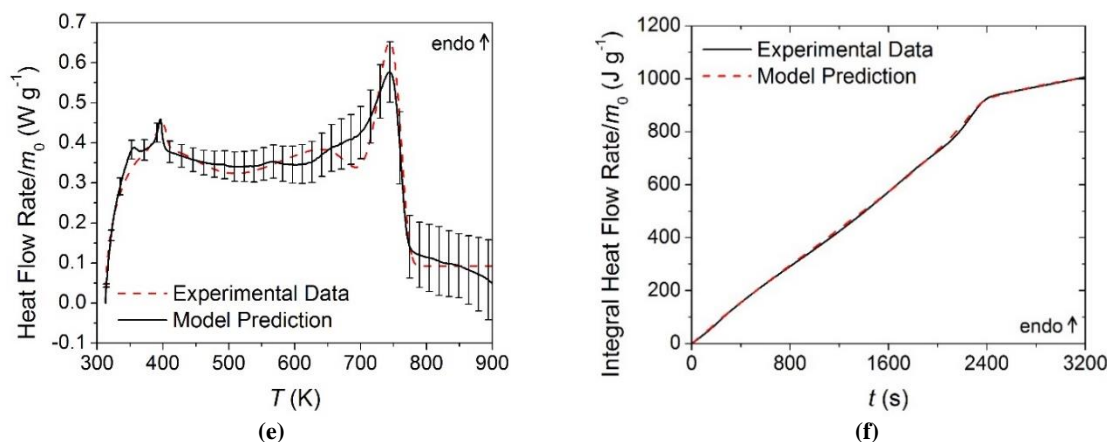 0.7
0.6
0.5
0.4
0.3
0.2
0.1
0.0
-0.1
Heat Flow Rate/m₀ (W g⁻¹)
endo ↑
Experimental Data
Model Prediction
300 400 500 600 700 800 900
T (K)
(e)
1200
1000
800
600
400
200
0
Integral Heat Flow Rate/m₀ (J g⁻¹)
Experimental Data
Model Prediction
endo ↑
0 800 1600 2400 3200
t (s)
(f)